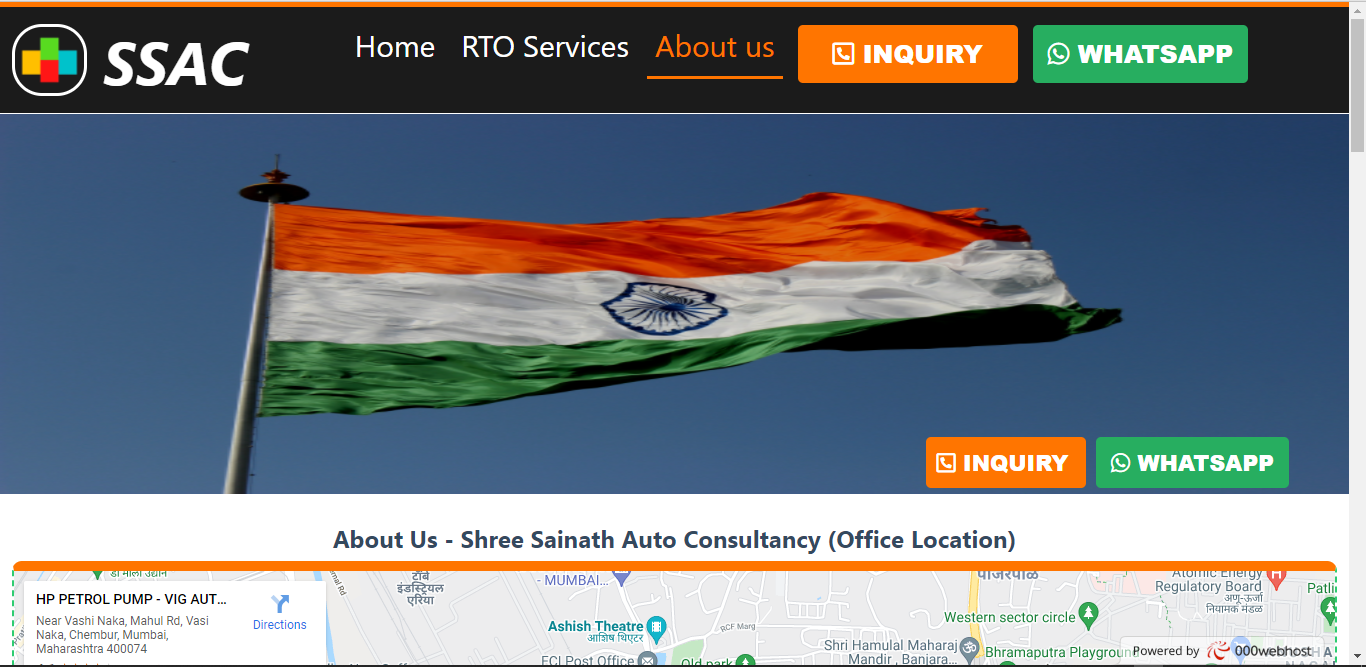 SSAC
Home
RTO Services
About us
INQUIRY
WHATSAPP
INQUIRY
WHATSAPP
About Us - Shree Sainath Auto Consultancy (Office Location)
HP PETROL PUMP - VIG AUT...
Near Vashi Naka, Mahul Rd, Vasi
Naka, Chembur, Mumbai,
Maharashtra 400074
Directions
टाेंबे
इंडस्ट्रियल
एरिया
- MUMBAI...
Ashish Theatre
आशिष थिएटर
FCI Post Office
RCF Marg
Old park
पांजरपोळ
Western sector circle
Shri Hamulal Maharaj
Mandir , Banjara...
Bhramaputra Playground
Atomic Energy
Regulatory Board
अणु-ऊर्जा
नियामक मंडळ
Patli
Powered by 000webhost